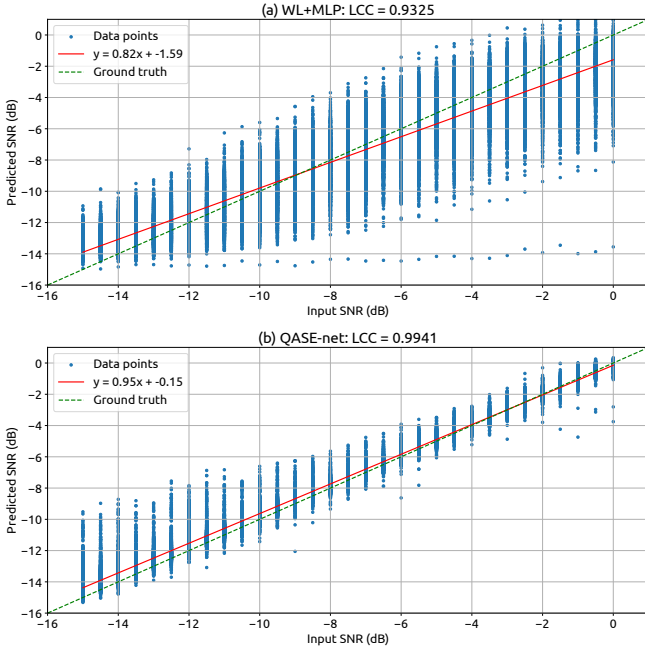 (a) WL+MLP: LCC = 0.9325
Data points
y = 0.82x + -1.59
Ground truth
Predicted SNR (dB)
0
−2
−4
−6
−8
−10
−12
−14
−16
−16 −14 −12 −10 −8 −6 −4 −2 0
Input SNR (dB)
(b) QASE-net: LCC = 0.9941
Data points
y = 0.95x + -0.15
Ground truth
Predicted SNR (dB)
0
−2
−4
−6
−8
−10
−12
−14
−16
−16 −14 −12 −10 −8 −6 −4 −2 0
Input SNR (dB)